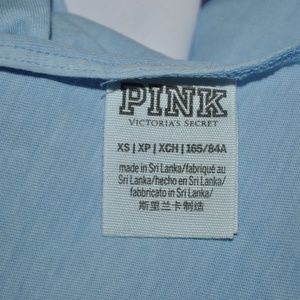 PINK
VICTORIA'S SECRET
XS | XP | XCH | 165/84A
made in Sri Lanka/fabriqué au
Sri Lanka/hecho en Sri Lanka/
fabbricato in Sri Lanka/
斯里兰卡制造